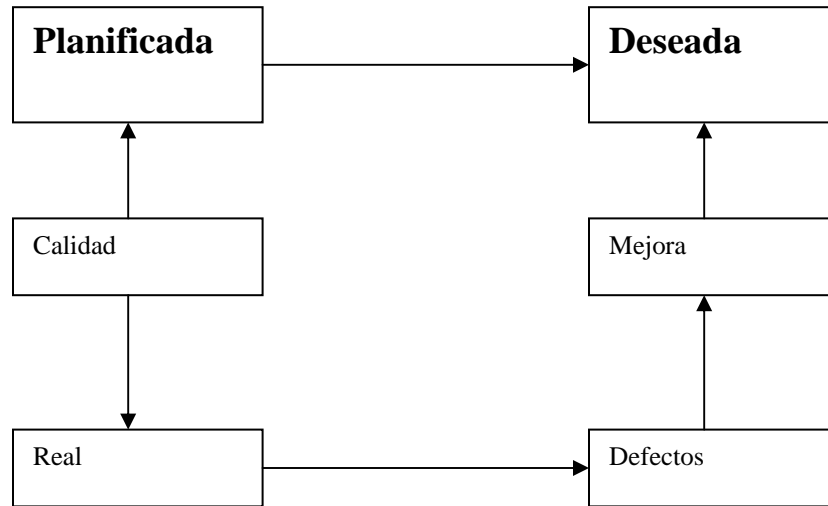 Planificada
Deseada
Calidad
Mejora
Real
Defectos